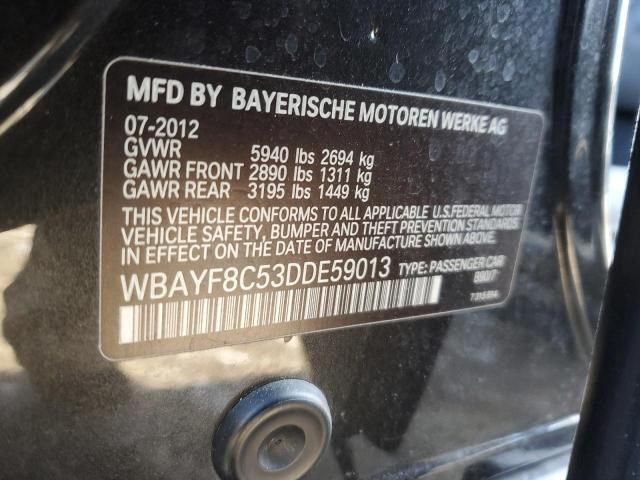 MFD BY BAYERISCHE MOTOREN WERKE AG
07-2012
GVWR 5940 lbs 2694 kg
GAWR FRONT 2890 lbs 1311 kg
GAWR REAR 3195 lbs 1449 kg
THIS VEHICLE CONFORMS TO ALL APPLICABLE U.S.FEDERAL MOTOR
VEHICLE SAFETY, BUMPER AND THEFT PREVENTION STANDARDS
IN EFFECT ON THE DATE OF MANUFACTURE SHOWN ABOVE.
WBAYF8C53DDE59013 TYPE: PASSENGER CAR